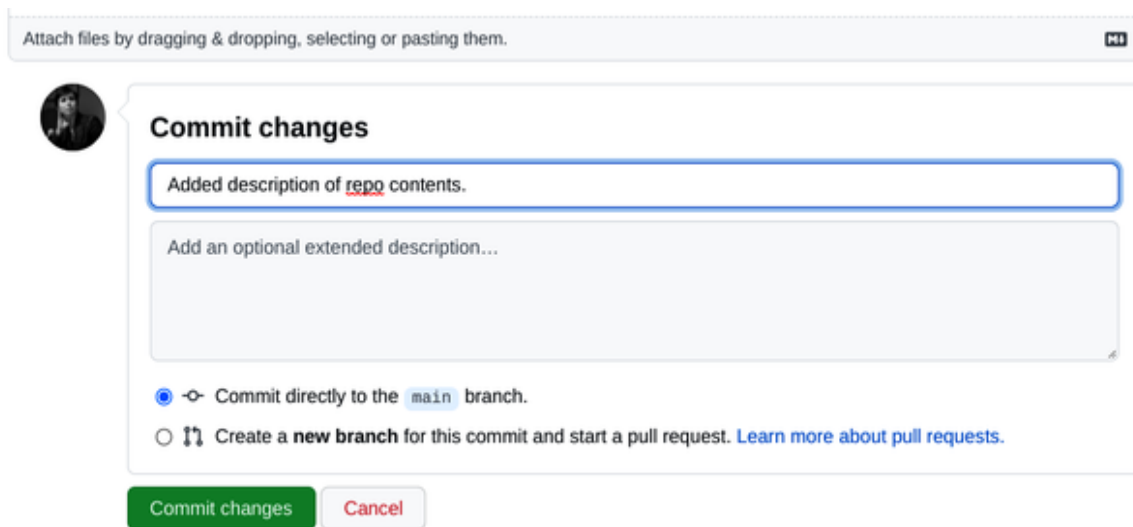 Attach files by dragging & dropping, selecting or pasting them.
Commit changes
Added description of repo contents.
Add an optional extended description...
Commit directly to the main branch.
Create a new branch for this commit and start a pull request. Learn more about pull requests.
Commit changes Cancel